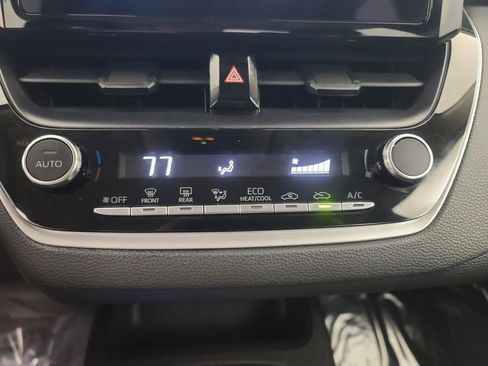 AUTO
77
OFF
FRONT
REAR
ECO
HEAT/COOL
A/C